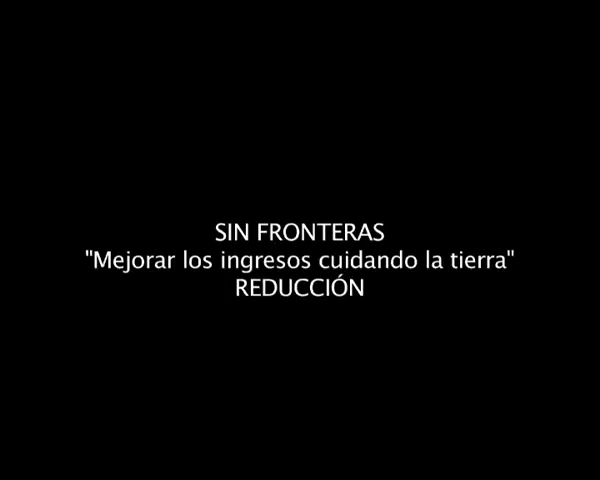 SIN FRONTERAS
"Mejorar los ingresos cuidando la tierra"
REDUCCIÓN